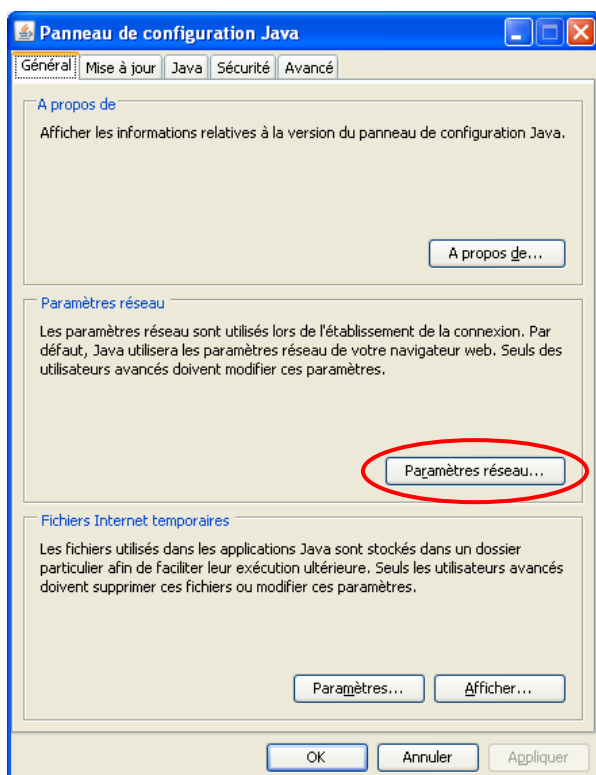 Panneau de configuration Java
Général Mise à jour Java Sécurité Avancé
A propos de
Afficher les informations relatives à la version du panneau de configuration Java.
A propos de...
Paramètres réseau
Les paramètres réseau sont utilisés lors de l'établissement de la connexion. Par
défaut, Java utilisera les paramètres réseau de votre navigateur web. Seuls des
utilisateurs avancés doivent modifier ces paramètres.
Paramètres réseau...
Fichiers Internet temporaires
Les fichiers utilisés dans les applications Java sont stockés dans un dossier
particulier afin de faciliter leur exécution ultérieure. Seuls les utilisateurs avancés
doivent supprimer ces fichiers ou modifier ces paramètres.
Paramètres... Afficher...
OK Annuler Appliquer